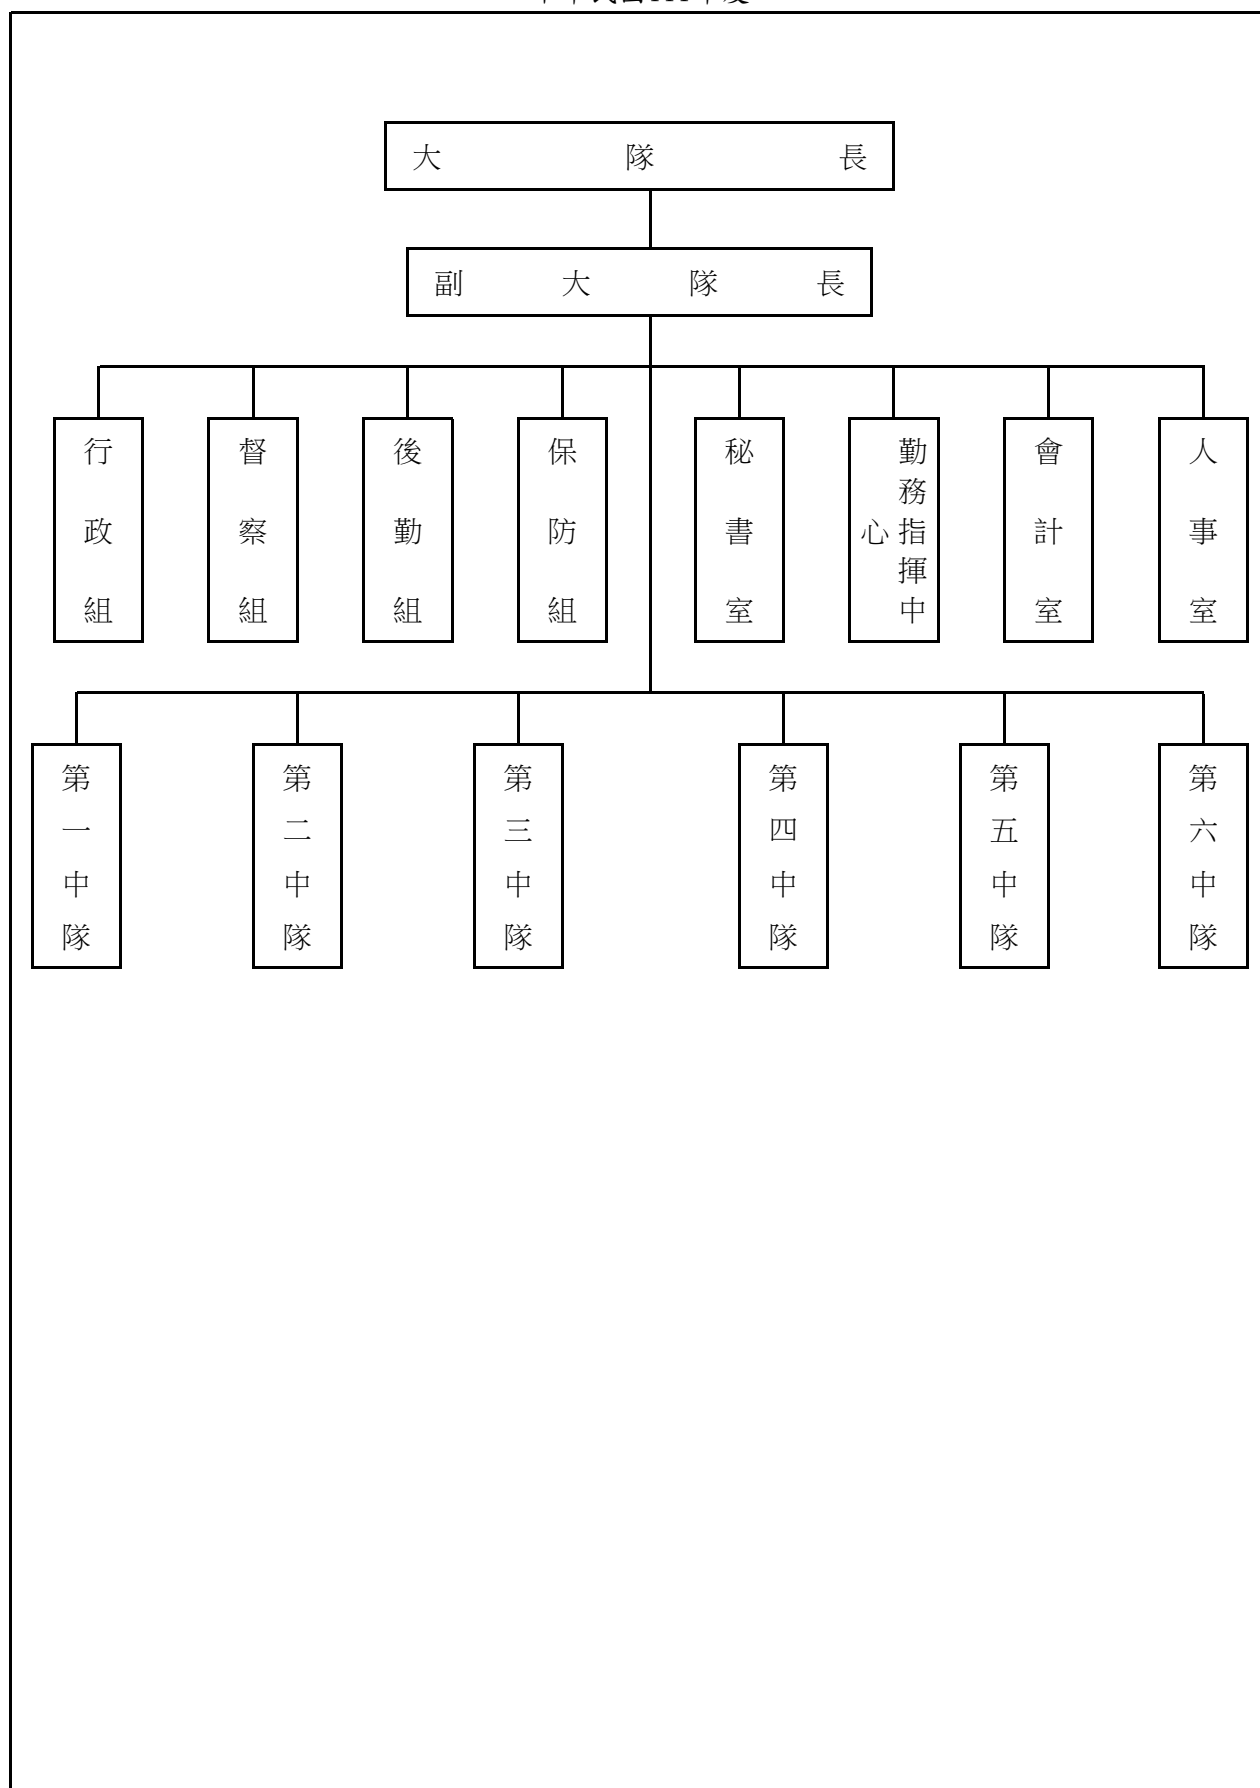 大隊長
副大隊長
行政組
督察組
後勤組
保防組
秘書室
勤務指揮中心
會計室
人事室
第一中隊
第二中隊
第三中隊
第四中隊
第五中隊
第六中隊